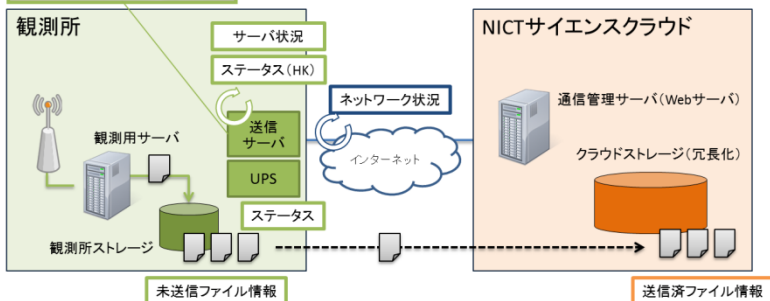 観測所
サーバ状況
ステータス(HK)
観測用サーバ
送信
サーバ
UPS
ステータス
観測所ストレージ
未送信ファイル情報
ネットワーク状況
インターネット
NICTサイエンスクラウド
通信管理サーバ(Webサーバ)
クラウドストレージ(冗長化)
送信済ファイル情報